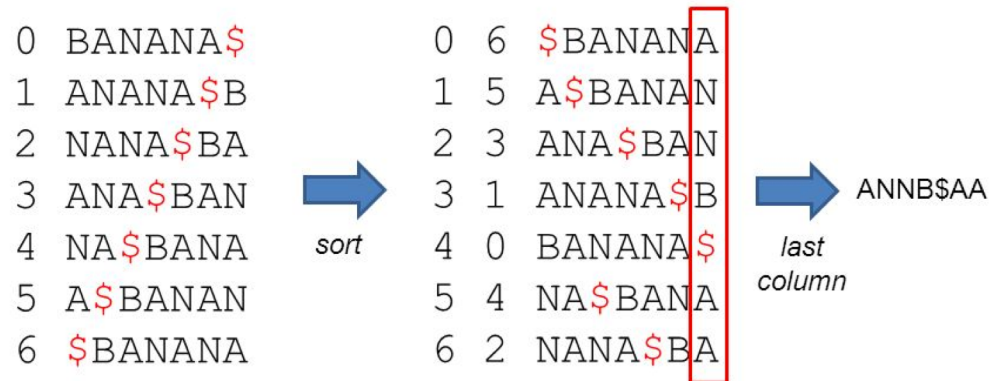 0 BANANA$
1 ANANA$B
2 NANA$BA
3 ANA$BAN
4 NA$BANA
5 A$BANAN
6 $BANANA
sort
0 6 $BANANA
1 5 A$BANAN
2 3 ANA$BAN
3 1 ANANA$B
4 0 BANANA$
5 4 NA$BANA
6 2 NANA$BA
last
column
ANNB$AA